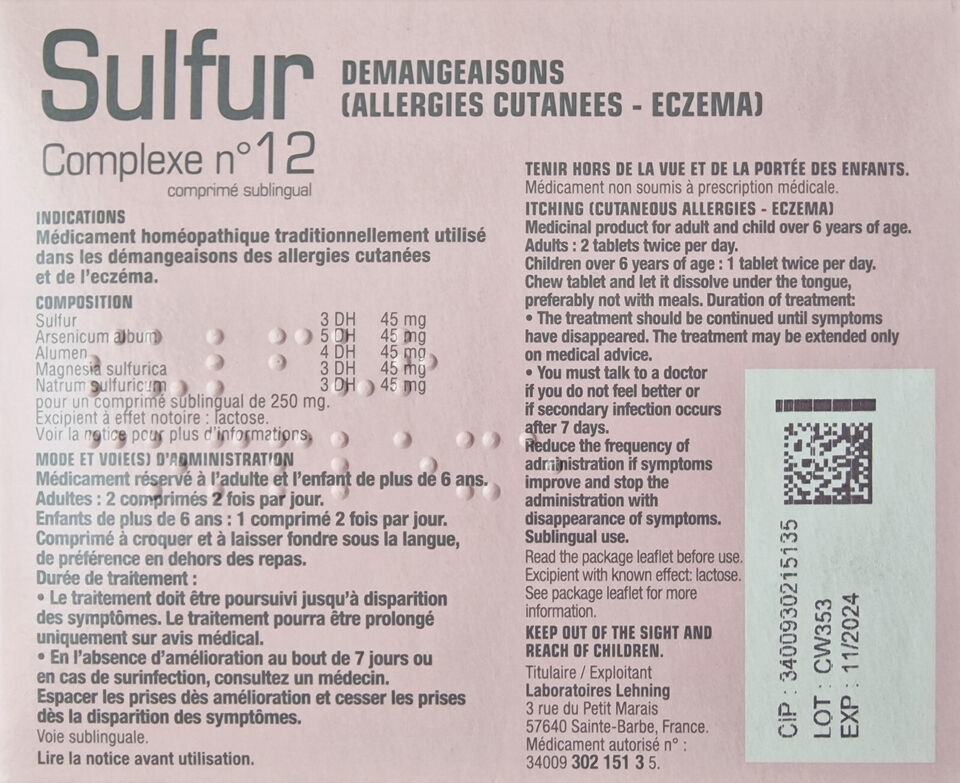 Sulfur
DEMANGEAISONS
(ALLERGIES CUTANEES - ECZEMA)
Complexe n°12
comprimé sublingual
INDICATIONS
Médicament homéopathique traditionnellement utilisé
dans les démangeaisons des allergies cutanées
et de l'eczéma.
COMPOSITION
Sulfur 3 DH 45 mg
Arsenicum album 5 DH 45 mg
Alumen 4 DH 45 mg
Magnesia sulfurica 3 DH 45 mg
Natrum sulfuricum 3 DH 45 mg
pour un comprimé sublingual de 250 mg.
Excipient à effet notoire : lactose.
Voir la notice pour plus d'informations.
MODE ET VOIE(S) D'ADMINISTRATION
Médicament réservé à l'adulte et l'enfant de plus de 6 ans.
Adultes : 2 comprimés 2 fois par jour.
Enfants de plus de 6 ans : 1 comprimé 2 fois par jour.
Comprimé à croquer et à laisser fondre sous la langue,
de préférence en dehors des repas.
Durée de traitement :
• Le traitement doit être poursuivi jusqu'à disparition
des symptômes. Le traitement pourra être prolongé
uniquement sur avis médical.
• En l'absence d'amélioration au bout de 7 jours ou
en cas de surinfection, consultez un médecin.
Espacer les prises dès amélioration et cesser les prises
dès la disparition des symptômes.
Voie sublinguale.
Lire la notice avant utilisation.
TENIR HORS DE LA VUE ET DE LA PORTÉE DES ENFANTS.
Médicament non soumis à prescription médicale.
ITCHING (CUTANEOUS ALLERGIES - ECZEMA)
Medicinal product for adult and child over 6 years of age.
Adults : 2 tablets twice per day.
Children over 6 years of age : 1 tablet twice per day.
Chew tablet and let it dissolve under the tongue,
preferably not with meals. Duration of treatment:
• The treatment should be continued until symptoms
have disappeared. The treatment may be extended only
on medical advice.
• You must talk to a doctor
if you do not feel better or
if secondary infection occurs
after 7 days.
Reduce the frequency of
administration if symptoms
improve and stop the
administration with
disappearance of symptoms.
Sublingual use.
Read the package leaflet before use.
Excipient with known effect: lactose.
See package leaflet for more
information.
KEEP OUT OF THE SIGHT AND
REACH OF CHILDREN.
Titulaire / Exploitant
Laboratoires Lehning
3 rue du Petit Marais
57640 Sainte-Barbe, France.
Médicament autorisé n° :
34009 302 151 3 5.
CIP : 3400930215135
LOT : CW353
EXP : 11/2024